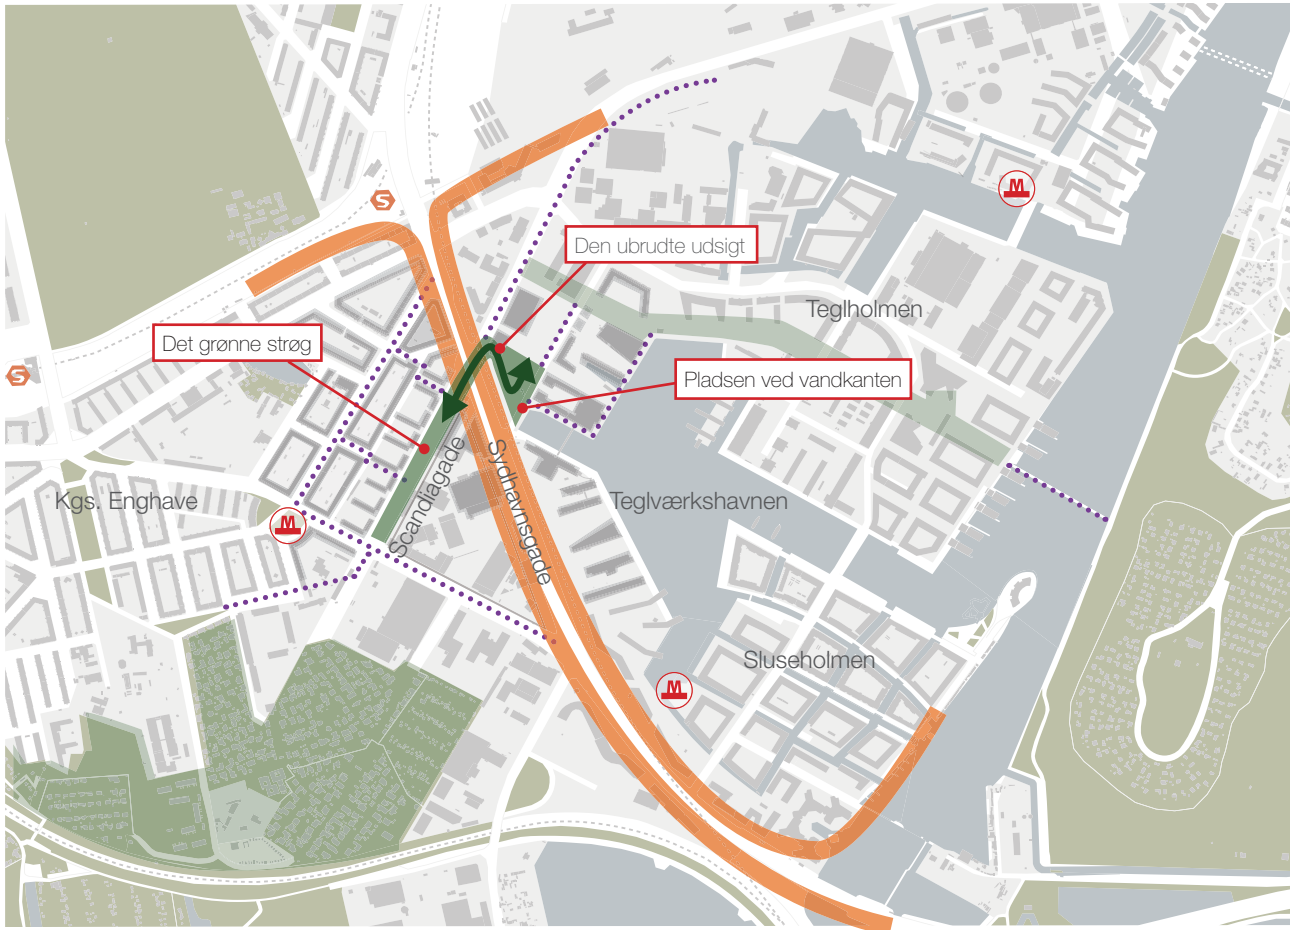 S
M
Den ubrudte udsigt
Teglholmen
Det grønne strøg
S
Pladsen ved vandkanten
Scandiagade
Sydhavnsgade
Kgs. Enghave
Teglværkshavnen
M
Sluseholmen
M